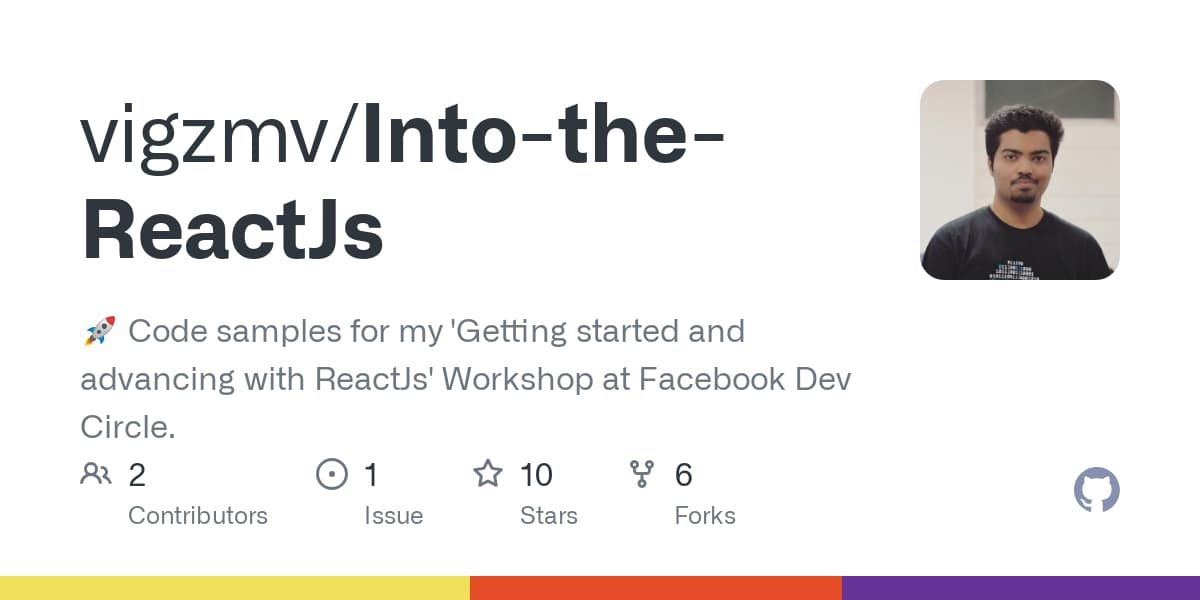 vigzmv/Into-the-
ReactJs
🚀 Code samples for my 'Getting started and
advancing with ReactJs' Workshop at Facebook Dev
Circle.
2 1 10 6
Contributors Issue Stars Forks